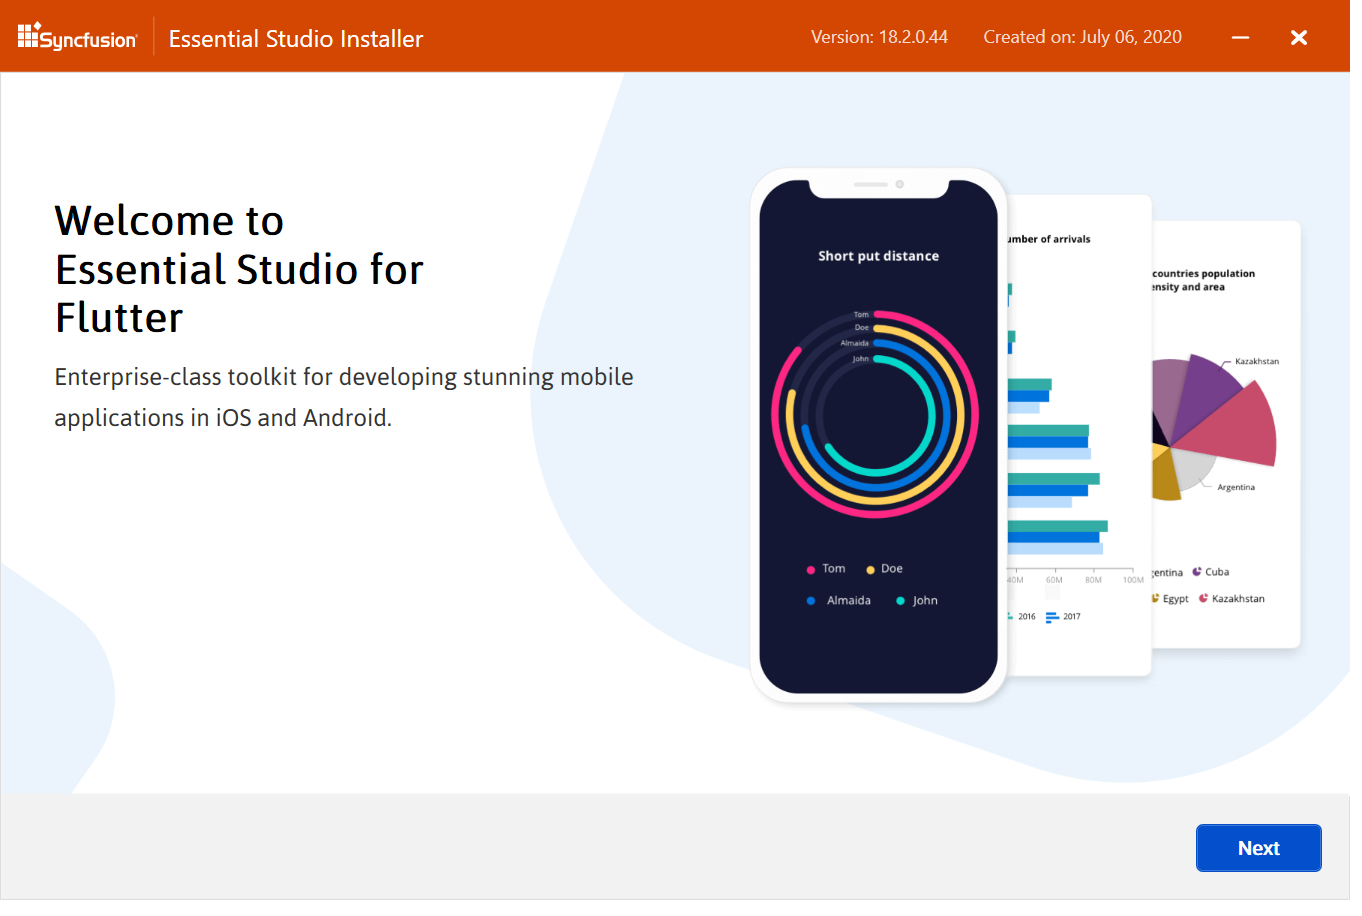 Syncfusion
Essential Studio Installer
Version: 18.2.0.44
Created on: July 06, 2020
Welcome to
Essential Studio for
Flutter
Enterprise-class toolkit for developing stunning mobile
applications in iOS and Android.
Short put distance
Tom
Doe
Almaida
John
Tom
Doe
Almaida
John
umber of arrivals
40M
60M
80M
100M
2016
2017
countries population
ensity and area
Kazakhstan
Argentina
gentina
Cuba
Egypt
Kazakhstan
Next